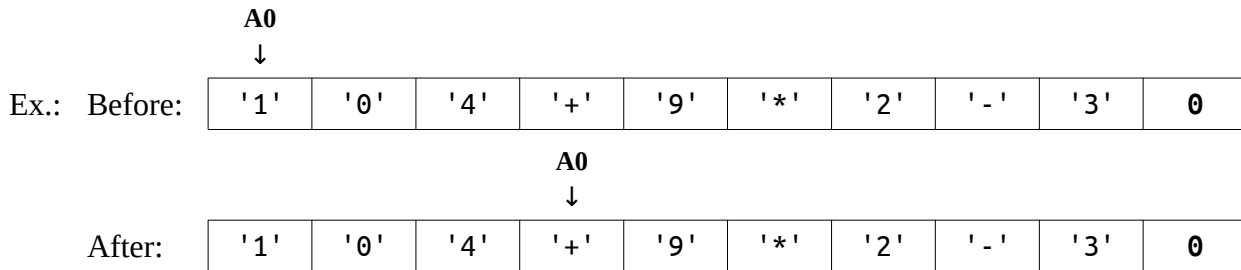 A0
↓
Ex.: Before: '1' '0' '4' '+' '9' '*' '2' '-' '3' 0
A0
↓
After: '1' '0' '4' '+' '9' '*' '2' '-' '3' 0